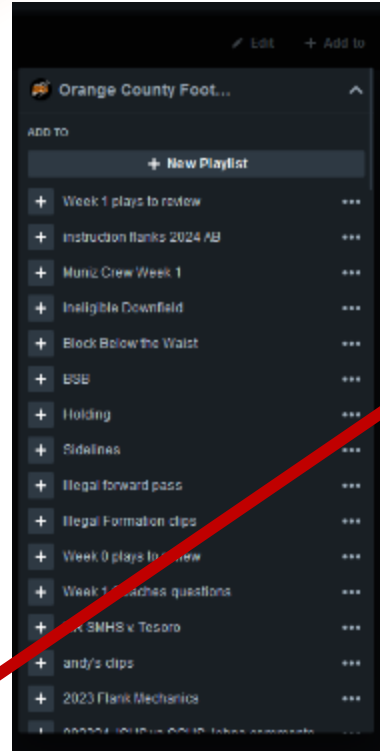 Edit + Add to
Orange County Foot...
ADD TO
+ New Playlist
+ Week 1 plays to review ...
+ instruction flanks 2024 AB ...
+ Muniz Crew Week 1 ...
+ Ineligible Downfield ...
+ Block Below the Waist ...
+ BSB ...
+ Holding ...
+ Sidelines ...
+ Illegal forward pass ...
+ Illegal Formation clips ...
+ Week 0 plays to review ...
+ Week 1 Coaches questions ...
+ SMHS v. Tesoro ...
+ andy's clips ...
+ 2023 Flank Mechanics ...